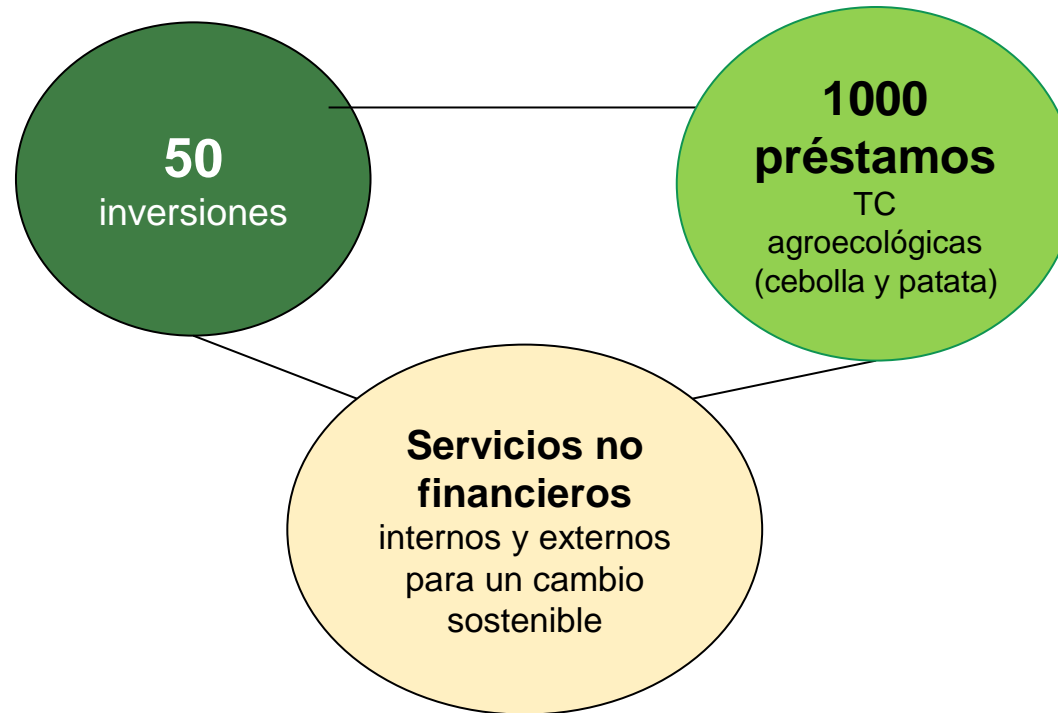 50
inversiones
1000
préstamos
TC
agroecológicas
(cebolla y patata)
Servicios no
financieros
internos y externos
para un cambio
sostenible